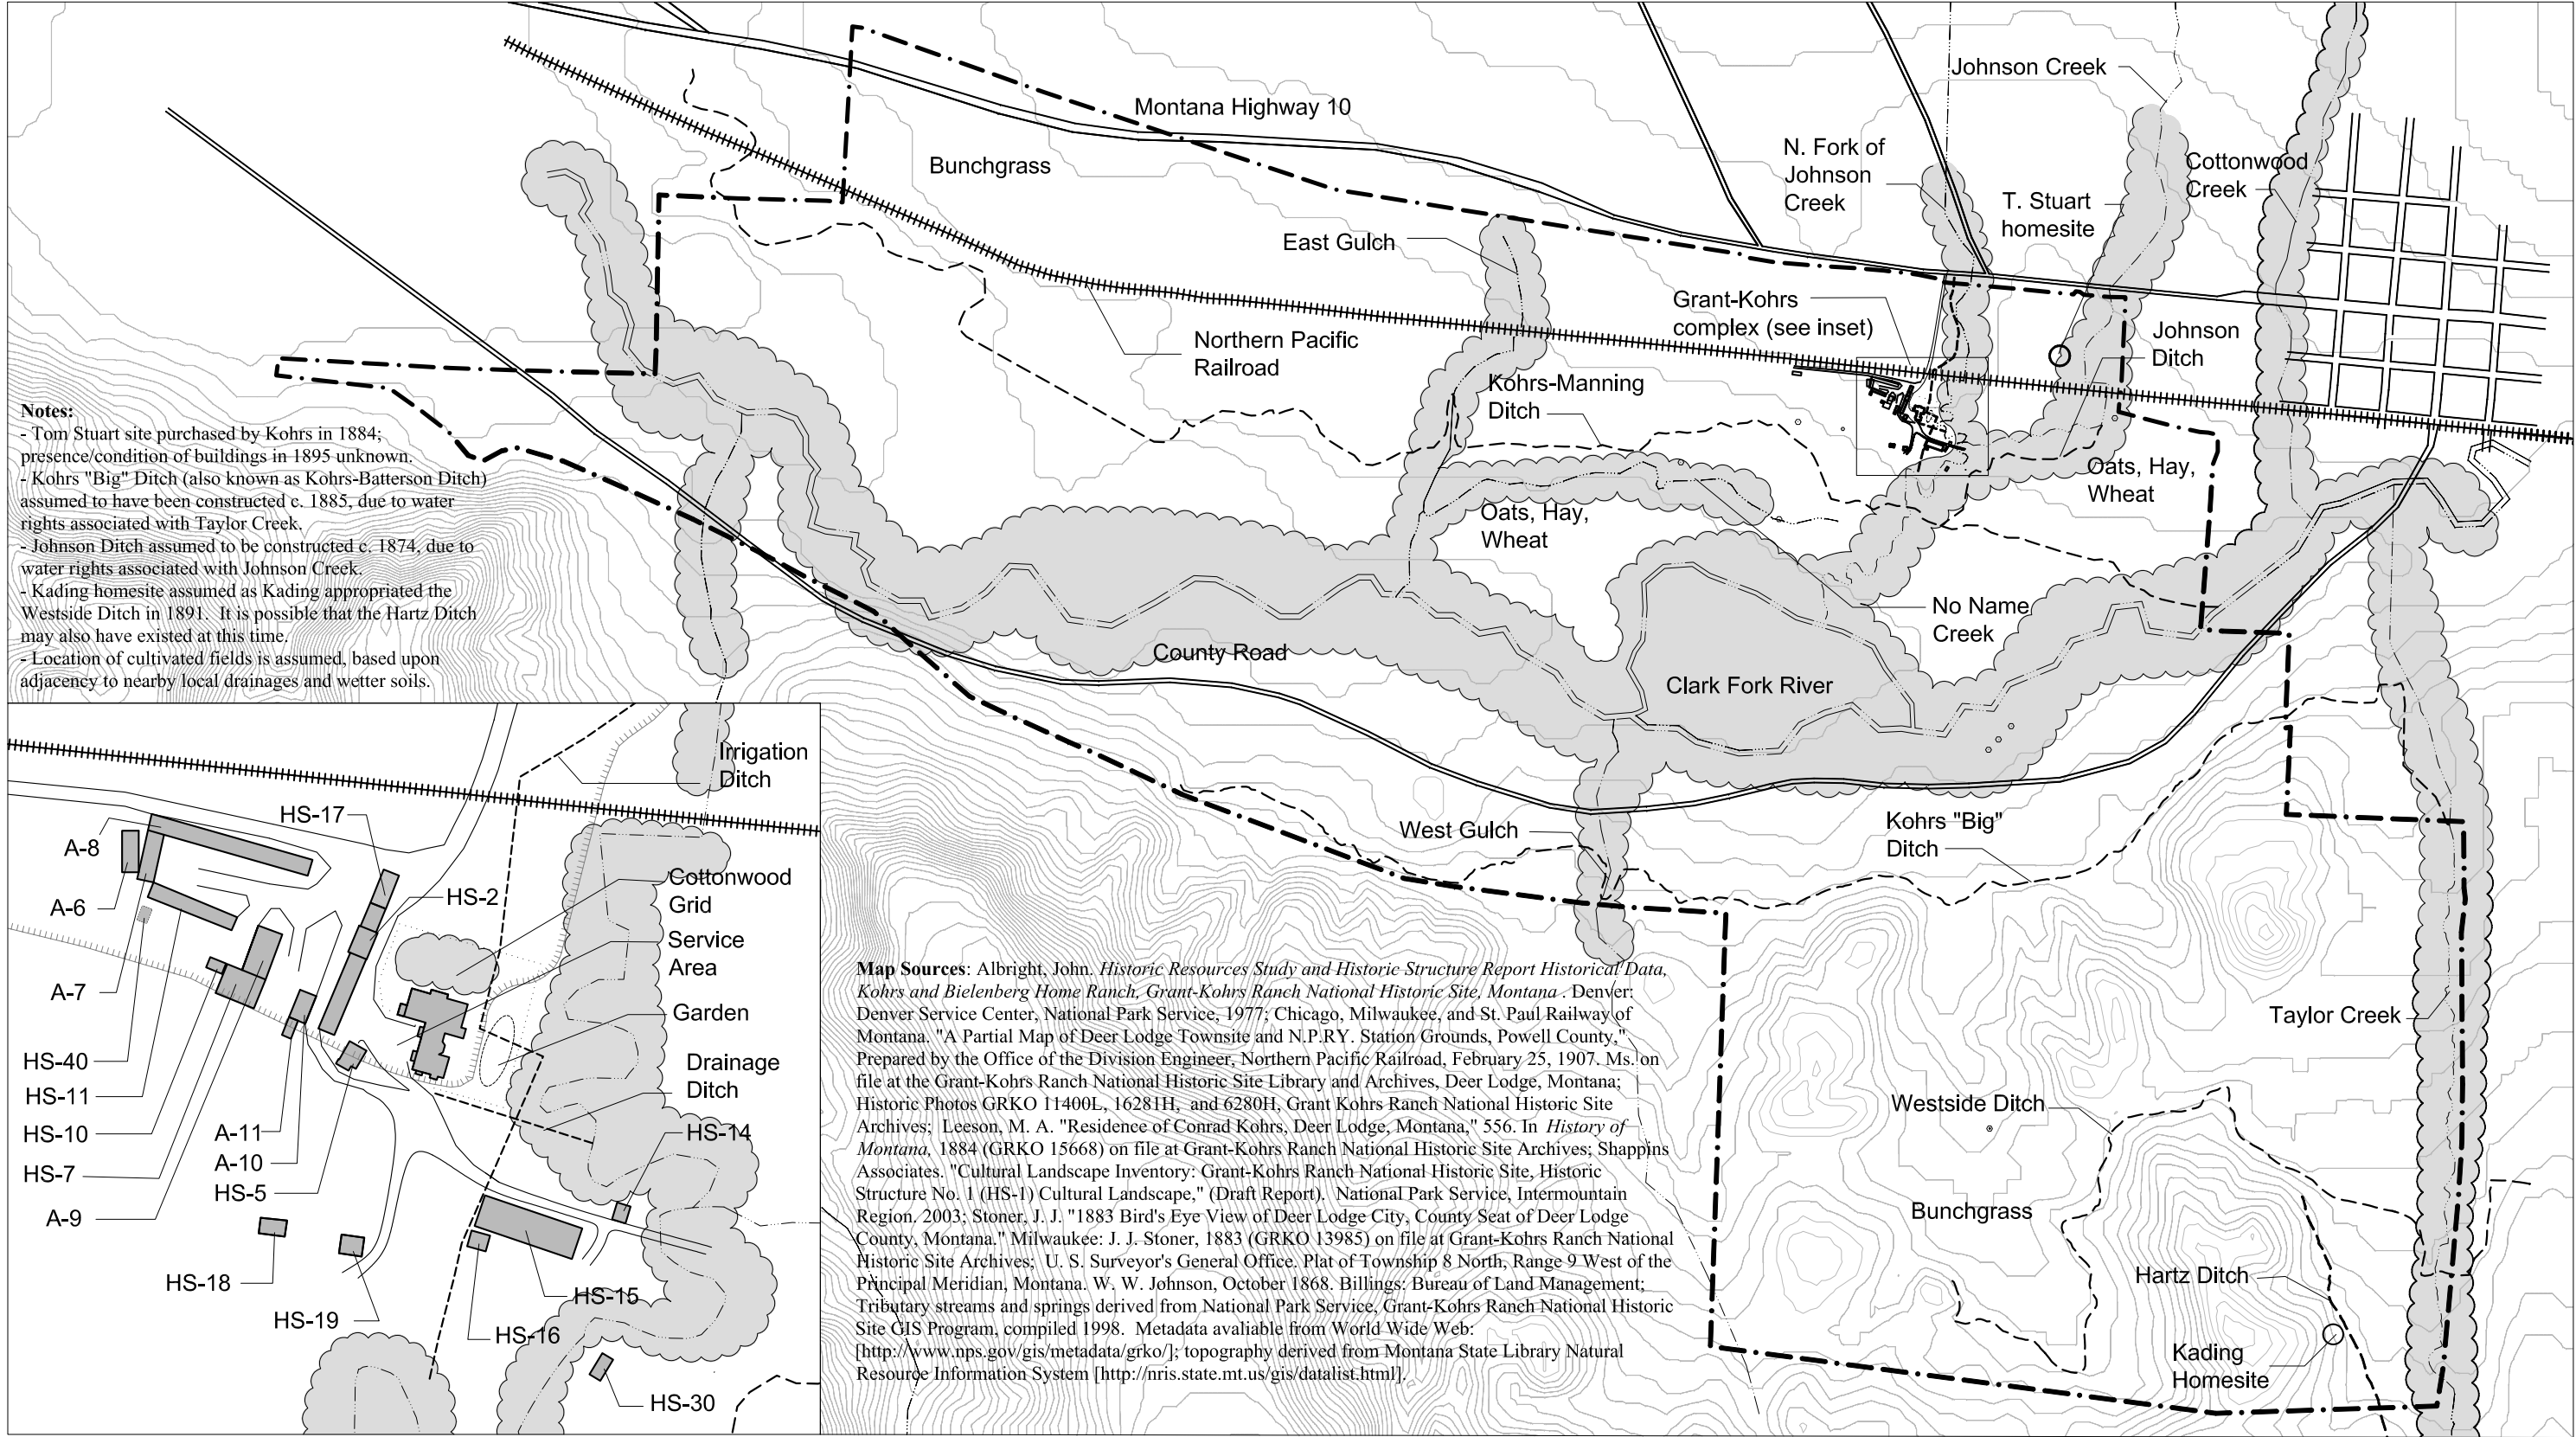 Johnson Creek
Montana Highway 10
N. Fork of
Johnson
Creek
Bunchgrass
Cottonwood
Creek
T. Stuart
homesite
East Gulch
Grant-Kohrs
complex (see inset)
Northern Pacific
Railroad
Johnson
Ditch
Kohrs-Manning
Ditch
Oats, Hay,
Wheat
Oats, Hay,
Wheat
No Name
Creek
County Road
Clark Fork River
Notes:
- Tom Stuart site purchased by Kohrs in 1884;
presence/condition of buildings in 1895 unknown.
- Kohrs "Big" Ditch (also known as Kohrs-Batterson Ditch)
assumed to have been constructed c. 1885, due to water
rights associated with Taylor Creek.
- Johnson Ditch assumed to be constructed c. 1874, due to
water rights associated with Johnson Creek.
- Kading homesite assumed as Kading appropriated the
Westside Ditch in 1891.  It is possible that the Hartz Ditch
may also have existed at this time.
- Location of cultivated fields is assumed, based upon
adjacency to nearby local drainages and wetter soils.
Irrigation
Ditch
HS-17
A-8
HS-2
Cottonwood
Grid
A-6
Service
Area
A-7
Garden
HS-40
Drainage
Ditch
HS-11
HS-10
A-11
HS-14
A-10
HS-7
HS-5
A-9
HS-18
HS-15
HS-19
HS-16
HS-30
West Gulch
Kohrs "Big"
Ditch
Taylor Creek
Westside Ditch
Bunchgrass
Hartz Ditch
Kading
Homesite
Map Sources: Albright, John. Historic Resources Study and Historic Structure Report Historical Data,
Kohrs and Bielenberg Home Ranch, Grant-Kohrs Ranch National Historic Site, Montana . Denver:
Denver Service Center, National Park Service, 1977; Chicago, Milwaukee, and St. Paul Railway of
Montana. "A Partial Map of Deer Lodge Townsite and N.P.RY. Station Grounds, Powell County,"
Prepared by the Office of the Division Engineer, Northern Pacific Railroad, February 25, 1907. Ms. on
file at the Grant-Kohrs Ranch National Historic Site Library and Archives, Deer Lodge, Montana;
Historic Photos GRKO 11400L, 16281H,  and 6280H, Grant Kohrs Ranch National Historic Site
Archives;  Leeson, M. A. "Residence of Conrad Kohrs, Deer Lodge, Montana," 556. In History of
Montana, 1884 (GRKO 15668) on file at Grant-Kohrs Ranch National Historic Site Archives; Shappins
Associates. "Cultural Landscape Inventory: Grant-Kohrs Ranch National Historic Site, Historic
Structure No. 1 (HS-1) Cultural Landscape," (Draft Report).  National Park Service, Intermountain
Region. 2003; Stoner, J. J. "1883 Bird's Eye View of Deer Lodge City, County Seat of Deer Lodge
County, Montana." Milwaukee: J. J. Stoner, 1883 (GRKO 13985) on file at Grant-Kohrs Ranch National
Historic Site Archives;  U. S. Surveyor's General Office. Plat of Township 8 North, Range 9 West of the
Principal Meridian, Montana. W. W. Johnson, October 1868. Billings: Bureau of Land Management;
Tributary streams and springs derived from National Park Service, Grant-Kohrs Ranch National Historic
Site GIS Program, compiled 1998.  Metadata avaliable from World Wide Web:
[http://www.nps.gov/gis/metadata/grko/]; topography derived from Montana State Library Natural
Resource Information System [http://nris.state.mt.us/gis/datalist.html].